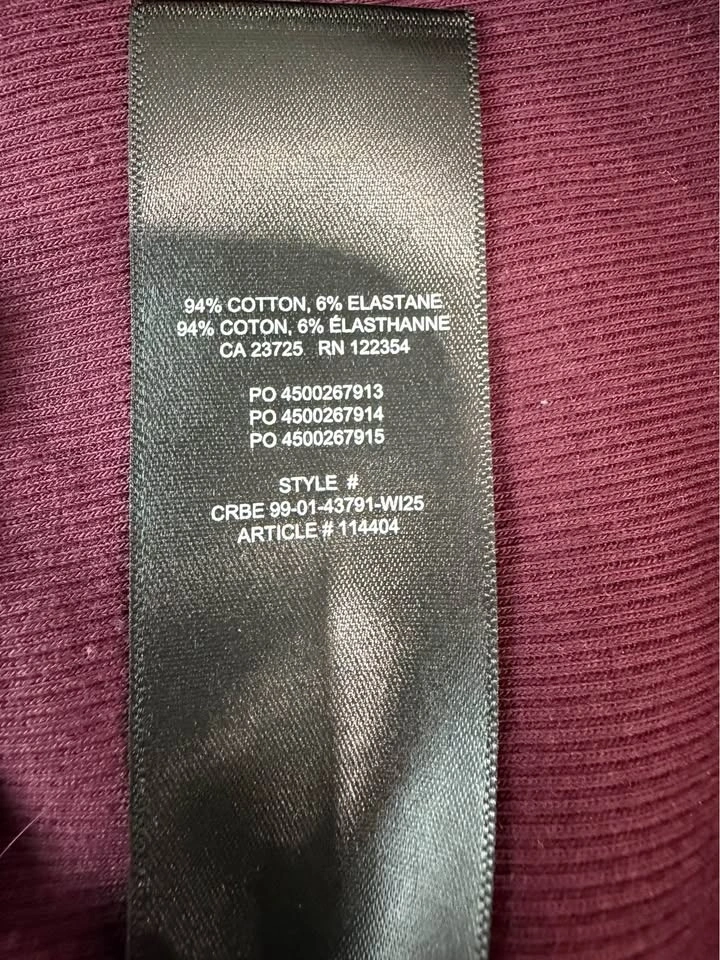 94% COTTON, 6% ELASTANE
94% COTON, 6% ÉLASTHANNE
CA 23725 RN 122354
PO 4500267913
PO 4500267914
PO 4500267915
STYLE #
CRBE 99-01-43791-WI25
ARTICLE # 114404